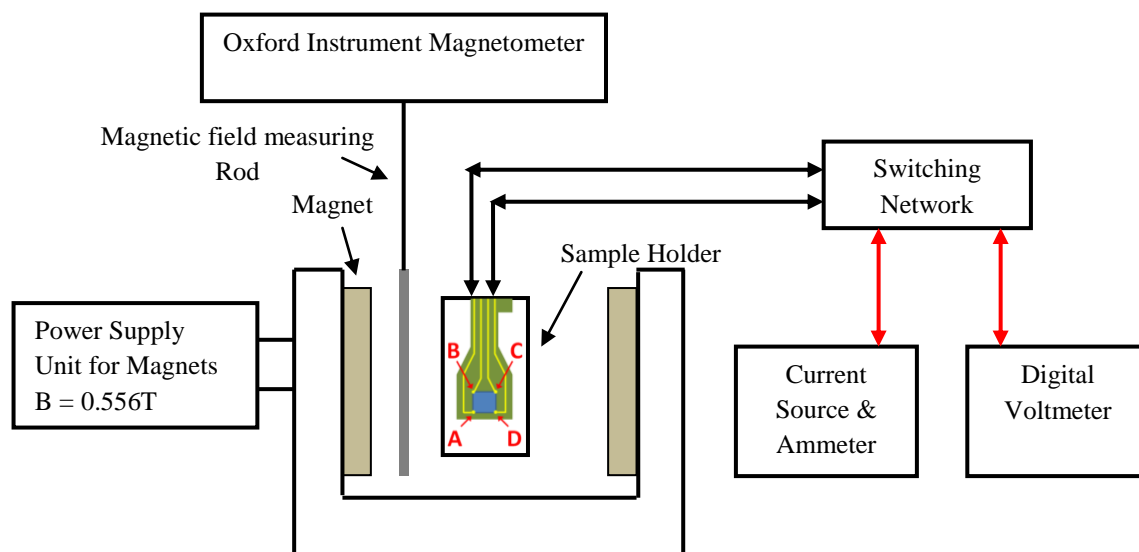 Oxford Instrument Magnetometer
Magnetic field measuring
Rod
Magnet
Switching
Network
Sample Holder
Power Supply
Unit for Magnets
B = 0.556T
B
C
A
D
Current
Source &
Ammeter
Digital
Voltmeter